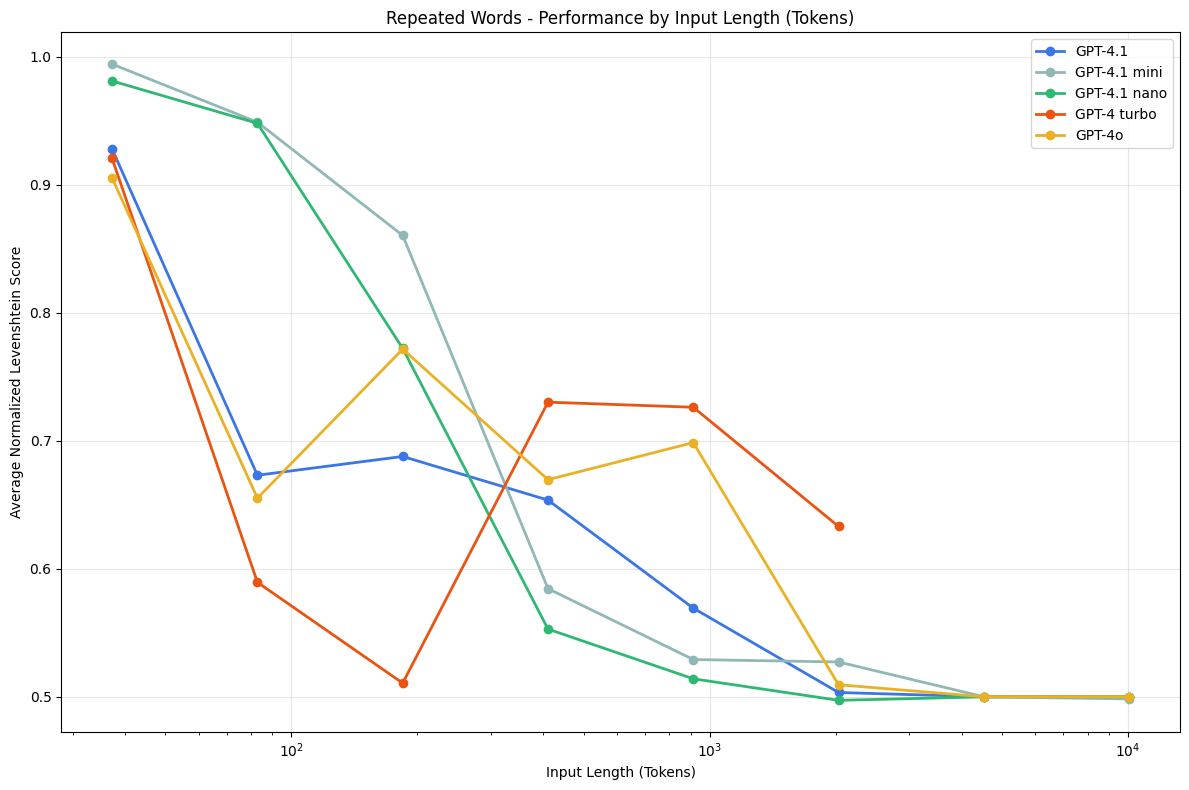 Repeated Words - Performance by Input Length (Tokens)
GPT-4.1
GPT-4.1 mini
GPT-4.1 nano
GPT-4 turbo
GPT-4o
Average Normalized Levenshtein Score
1.0
0.9
0.8
0.7
0.6
0.5
10²
10³
10⁴
Input Length (Tokens)